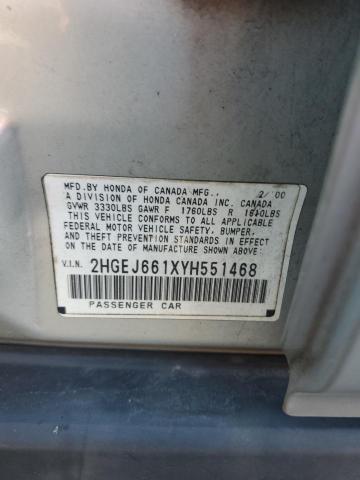 MFD.BY HONDA OF CANADA MFG., 2/00
A DIVISION OF HONDA CANADA INC. CANADA
GVWR 3330LBS GAWR F 1760LBS R 1610LBS
THIS VEHICLE CONFORMS TO ALL APPLICABLE
FEDERAL MOTOR VEHICLE SAFETY, BUMPER,
AND THEFT PREVENTION STANDARDS IN EFFECT
ON THE DATE OF MANUFACTURE SHOWN ABOVE.
V.I.N. 2HGEJ661XYH551468
PASSENGER CAR